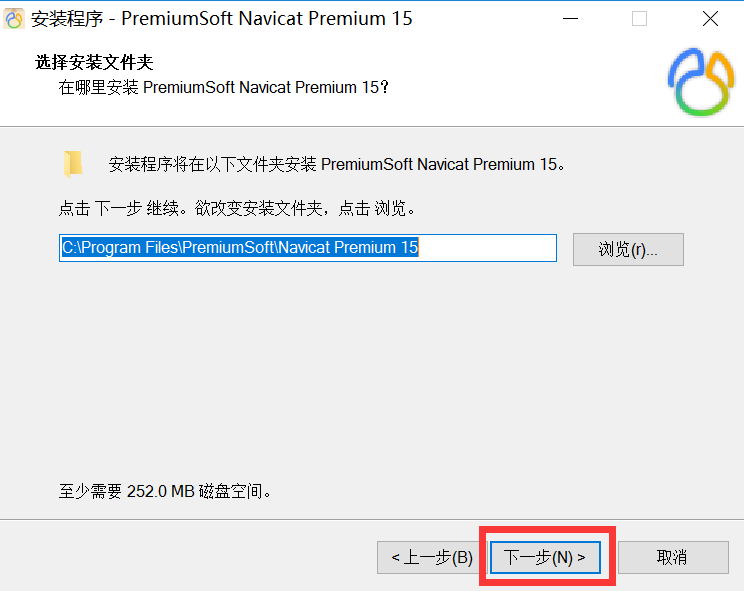 安装程序 - PremiumSoft Navicat Premium 15
选择安装文件夹
在哪里安装 PremiumSoft Navicat Premium 15?
安装程序将在以下文件夹安装 PremiumSoft Navicat Premium 15。
点击 下一步 继续。欲改变安装文件夹，点击 浏览。
C:\Program Files\PremiumSoft\Navicat Premium 15
浏览(r)...
至少需要 252.0 MB 磁盘空间。
< 上一步(B)
下一步(N) >
取消